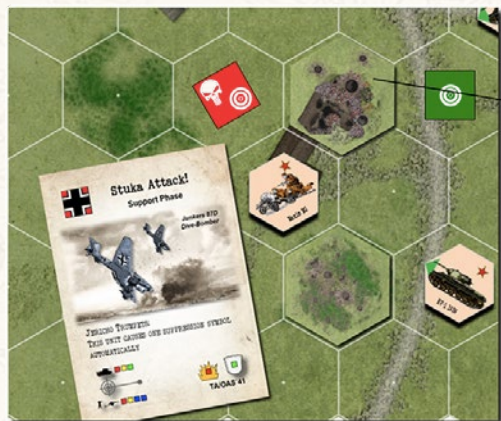 Stuka Attack!
Support Phase
Junkers 87D
Dive-Bomber
JERICHO TRUMPETS
THIS UNIT CAUSES ONE SUPPRESSION SYMBOL
AUTOMATICALLY
TA/OAS'41